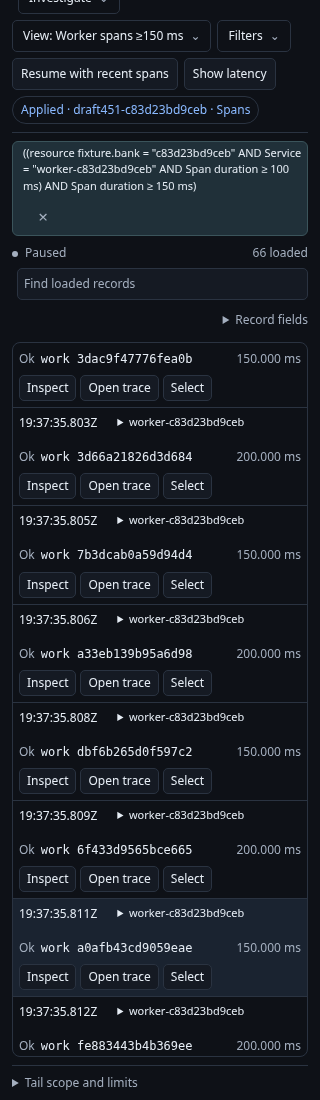 Investigate ⌄
View: Worker spans ≥150 ms ⌄
Filters ⌄
Resume with recent spans
Show latency
Applied · draft451-c83d23bd9ceb · Spans
((resource fixture.bank = "c83d23bd9ceb" AND Service
= "worker-c83d23bd9ceb" AND Span duration ≥ 100
ms) AND Span duration ≥ 150 ms)
✕
Paused 66 loaded
Find loaded records
▶ Record fields
Ok work 3dac9f47776fea0b 150.000 ms
Inspect Open trace Select
19:37:35.803Z ▶ worker-c83d23bd9ceb
Ok work 3d66a21826d3d684 200.000 ms
Inspect Open trace Select
19:37:35.805Z ▶ worker-c83d23bd9ceb
Ok work 7b3dcab0a59d94d4 150.000 ms
Inspect Open trace Select
19:37:35.806Z ▶ worker-c83d23bd9ceb
Ok work a33eb139b95a6d98 200.000 ms
Inspect Open trace Select
19:37:35.808Z ▶ worker-c83d23bd9ceb
Ok work dbf6b265d0f597c2 150.000 ms
Inspect Open trace Select
19:37:35.809Z ▶ worker-c83d23bd9ceb
Ok work 6f433d9565bce665 200.000 ms
Inspect Open trace Select
19:37:35.811Z ▶ worker-c83d23bd9ceb
Ok work a0afb43cd9059eae 150.000 ms
Inspect Open trace Select
19:37:35.812Z ▶ worker-c83d23bd9ceb
Ok work fe883443b4b369ee 200.000 ms
▶ Tail scope and limits